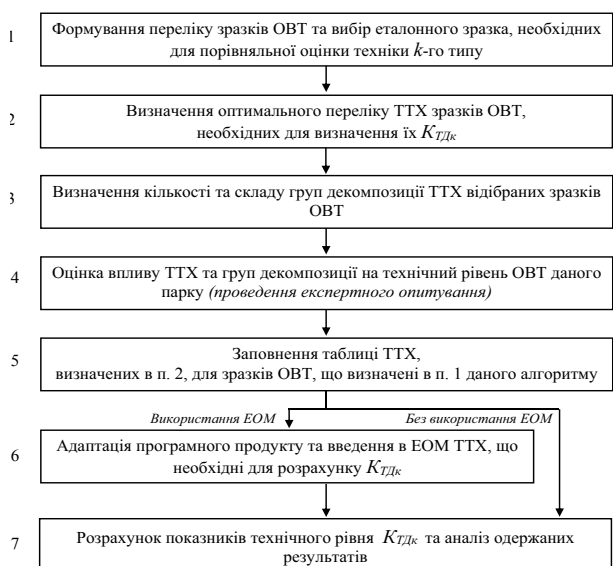 1
Формування переліку зразків ОВТ та вибір еталонного зразка, необхідних
для порівняльної оцінки техніки k-го типу
2
Визначення оптимального переліку ТТХ зразків ОВТ,
необхідних для визначення їх КТДк
3
Визначення кількості та складу груп декомпозиції ТТХ відібраних зразків
ОВТ
4
Оцінка впливу ТТХ та груп декомпозиції на технічний рівень ОВТ даного
парку (проведення експертного опитування)
5
Заповнення таблиці ТТХ,
визначених в п. 2, для зразків ОВТ, що визначені в п. 1 даного алгоритму
Використання ЕОМ
Без використання ЕОМ
6
Адаптація програмного продукту та введення в ЕОМ ТТХ, що
необхідні для розрахунку КТДк
7
Розрахунок показників технічного рівня КТДк та аналіз одержаних
результатів